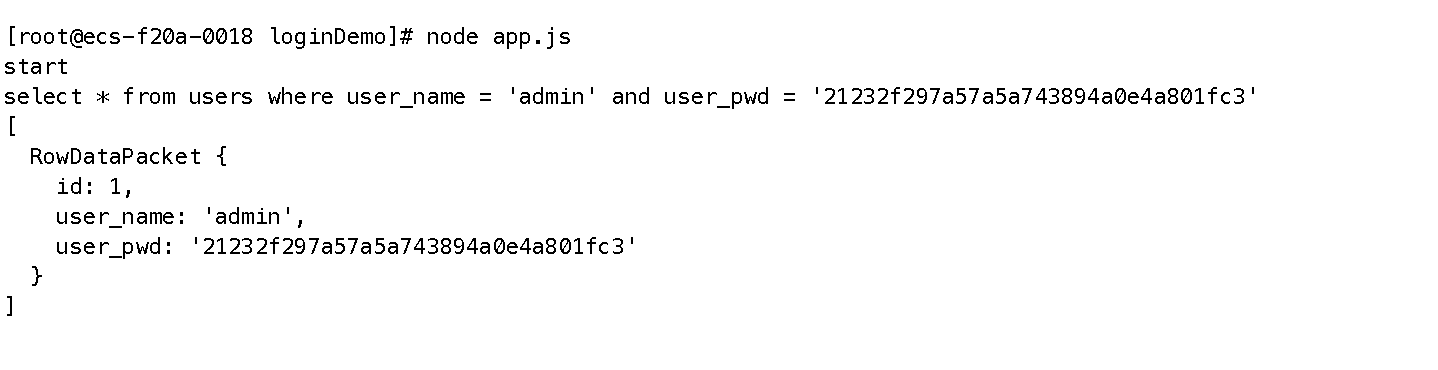 [root@ecs-f20a-0018 loginDemo]# node app.js
start
select * from users where user_name = 'admin' and user_pwd = '21232f297a57a5a743894a0e4a801fc3'
[
  RowDataPacket {
    id: 1,
    user_name: 'admin',
    user_pwd: '21232f297a57a5a743894a0e4a801fc3'
  }
]